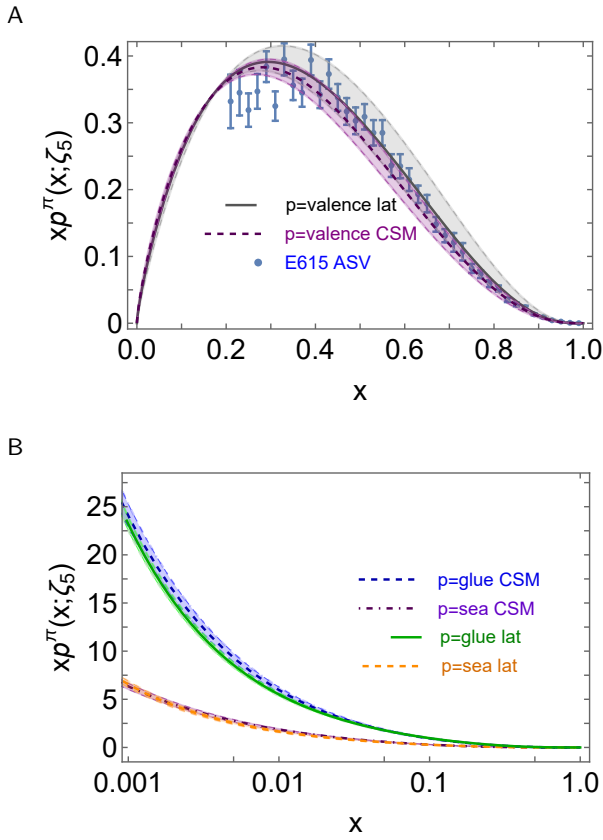 A
xp^π(x;ζ₅)
0.4
0.3
0.2
0.1
0
p=valence lat
p=valence CSM
E615 ASV
0.0 0.2 0.4 0.6 0.8 1.0
x
B
xp^π(x;ζ₅)
25
20
15
10
5
0
p=glue CSM
p=sea CSM
p=glue lat
p=sea lat
0.001 0.01 0.1 1.0
x